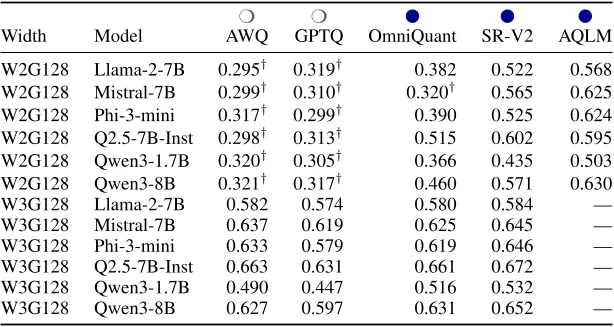 Width Model AWQ GPTQ OmniQuant SR-V2 AQLM
W2G128 Llama-2-7B 0.295† 0.319† 0.382 0.522 0.568
W2G128 Mistral-7B 0.299† 0.310† 0.320† 0.565 0.625
W2G128 Phi-3-mini 0.317† 0.299† 0.390 0.525 0.624
W2G128 Q2.5-7B-Inst 0.298† 0.313† 0.515 0.602 0.595
W2G128 Qwen3-1.7B 0.320† 0.305† 0.366 0.435 0.503
W2G128 Qwen3-8B 0.321† 0.317† 0.460 0.571 0.630
W3G128 Llama-2-7B 0.582 0.574 0.580 0.584 —
W3G128 Mistral-7B 0.637 0.619 0.625 0.645 —
W3G128 Phi-3-mini 0.633 0.579 0.619 0.646 —
W3G128 Q2.5-7B-Inst 0.663 0.631 0.661 0.672 —
W3G128 Qwen3-1.7B 0.490 0.447 0.516 0.532 —
W3G128 Qwen3-8B 0.627 0.597 0.631 0.652 —